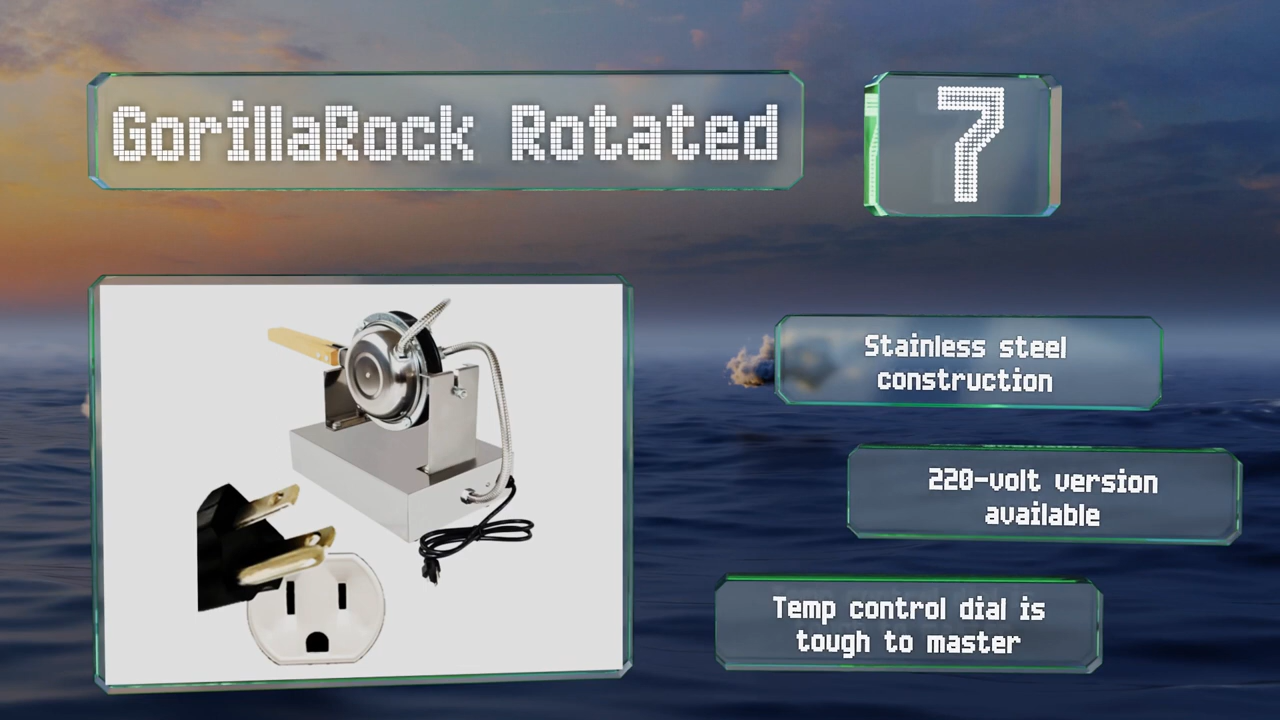 GorillaRock Rotated
7
Stainless steel
construction
220-volt version
available
Temp control dial is
tough to master